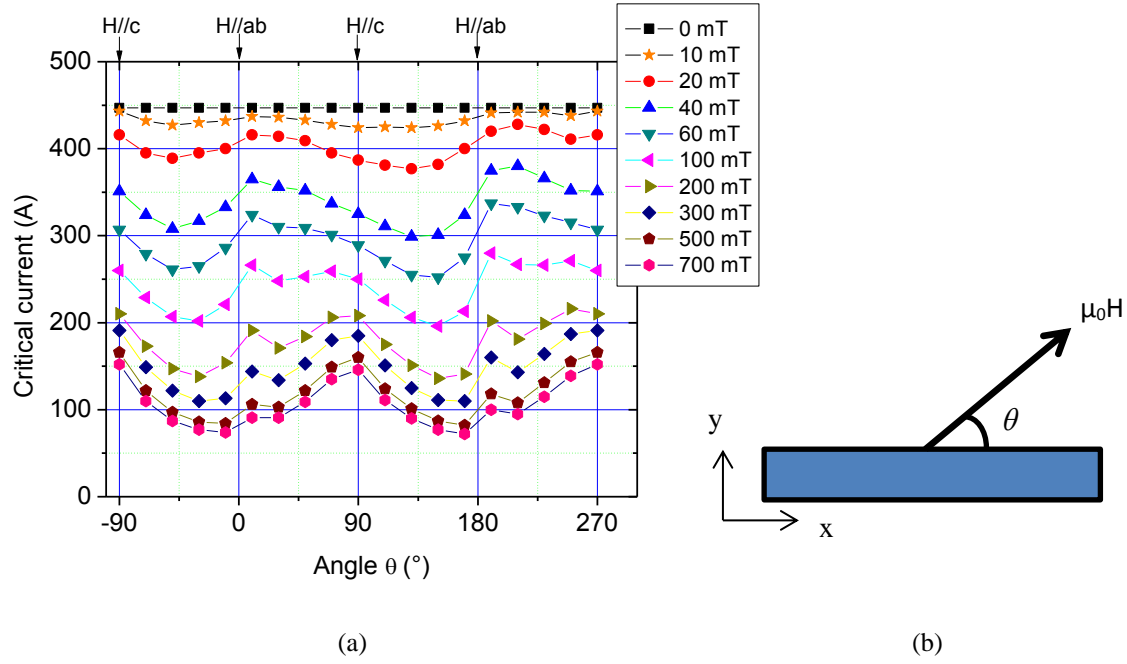 H//c H//ab H//c H//ab
0 mT
10 mT
20 mT
40 mT
60 mT
100 mT
200 mT
300 mT
500 mT
700 mT
500
400
300
200
100
0
Critical current (A)
-90 0 90 180 270
Angle θ (°)
μ₀H
θ
y
x
(a) (b)